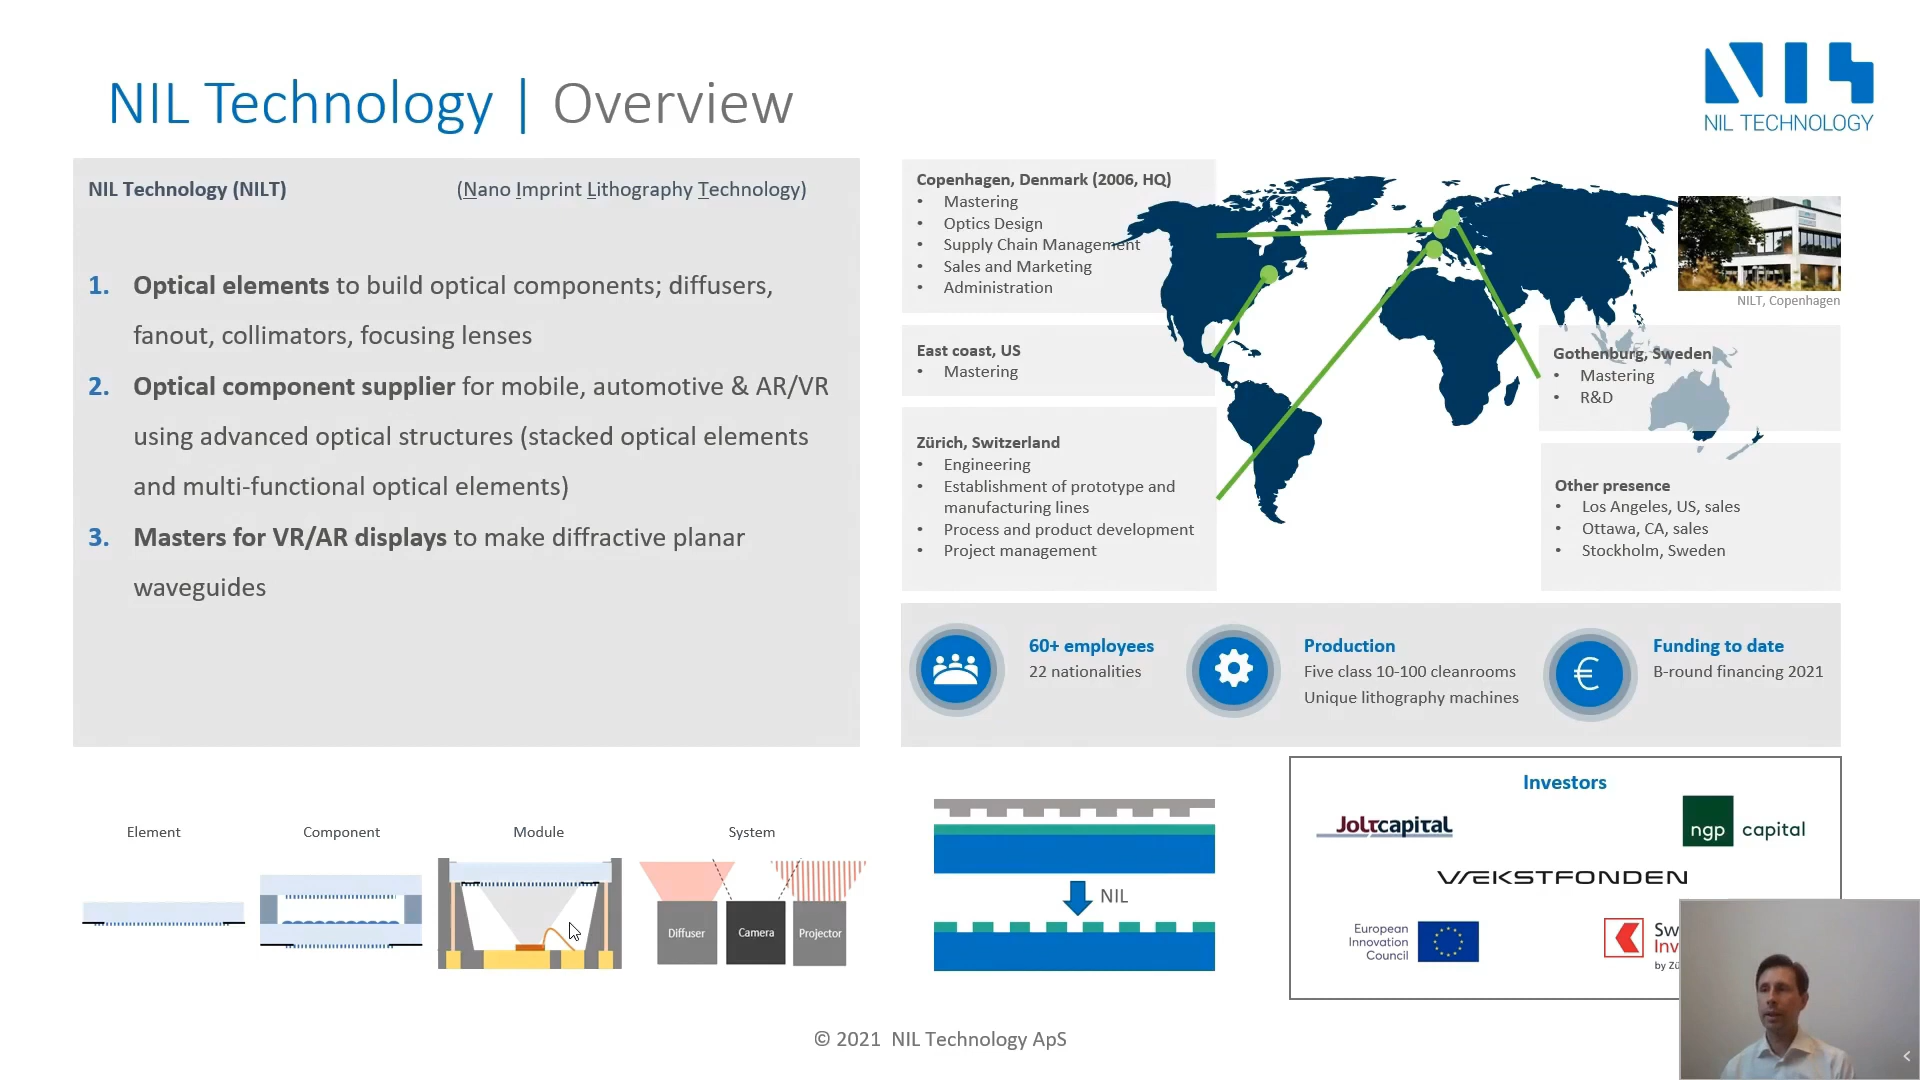 NIL Technology | Overview
NIL TECHNOLOGY
NIL Technology (NILT) (Nano Imprint Lithography Technology)
1. Optical elements to build optical components; diffusers,
fanout, collimators, focusing lenses
2. Optical component supplier for mobile, automotive & AR/VR
using advanced optical structures (stacked optical elements
and multi-functional optical elements)
3. Masters for VR/AR displays to make diffractive planar
waveguides
Copenhagen, Denmark (2006, HQ)
• Mastering
• Optics Design
• Supply Chain Management
• Sales and Marketing
• Administration
East coast, US
• Mastering
Zürich, Switzerland
• Engineering
• Establishment of prototype and
manufacturing lines
• Process and product development
• Project management
NILT, Copenhagen
Gothenburg, Sweden
• Mastering
• R&D
Other presence
• Los Angeles, US, sales
• Ottawa, CA, sales
• Stockholm, Sweden
60+ employees
22 nationalities
Production
Five class 10-100 cleanrooms
Unique lithography machines
€
Funding to date
B-round financing 2021
Element
Component
Module
System
Diffuser
Camera
Projector
NIL
Investors
Joltcapital
ngp capital
VÆKSTFONDEN
European
Innovation
Council
Sw
Inv
by Zü
© 2021 NIL Technology ApS